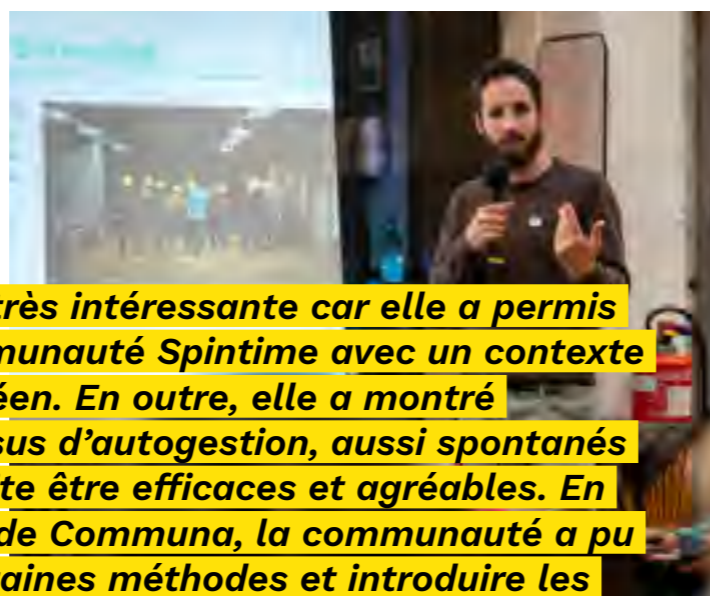 très intéressante car elle a permis
munauté Spintime avec un contexte
éen. En outre, elle a montré
sus d’autogestion, aussi spontanés
te être efficaces et agréables. En
de Communa, la communauté a pu
aines méthodes et introduire les